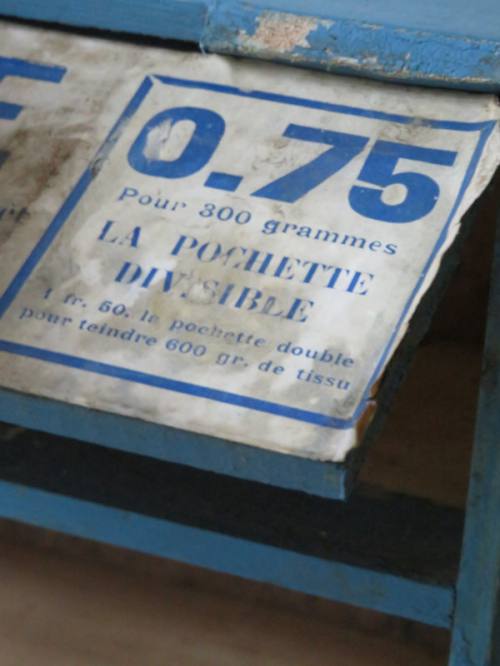 0.75
Pour 300 grammes
LA POCHETTE
DIVISIBLE
1 fr. 50. la pochette double
pour teindre 600 gr. de tissu